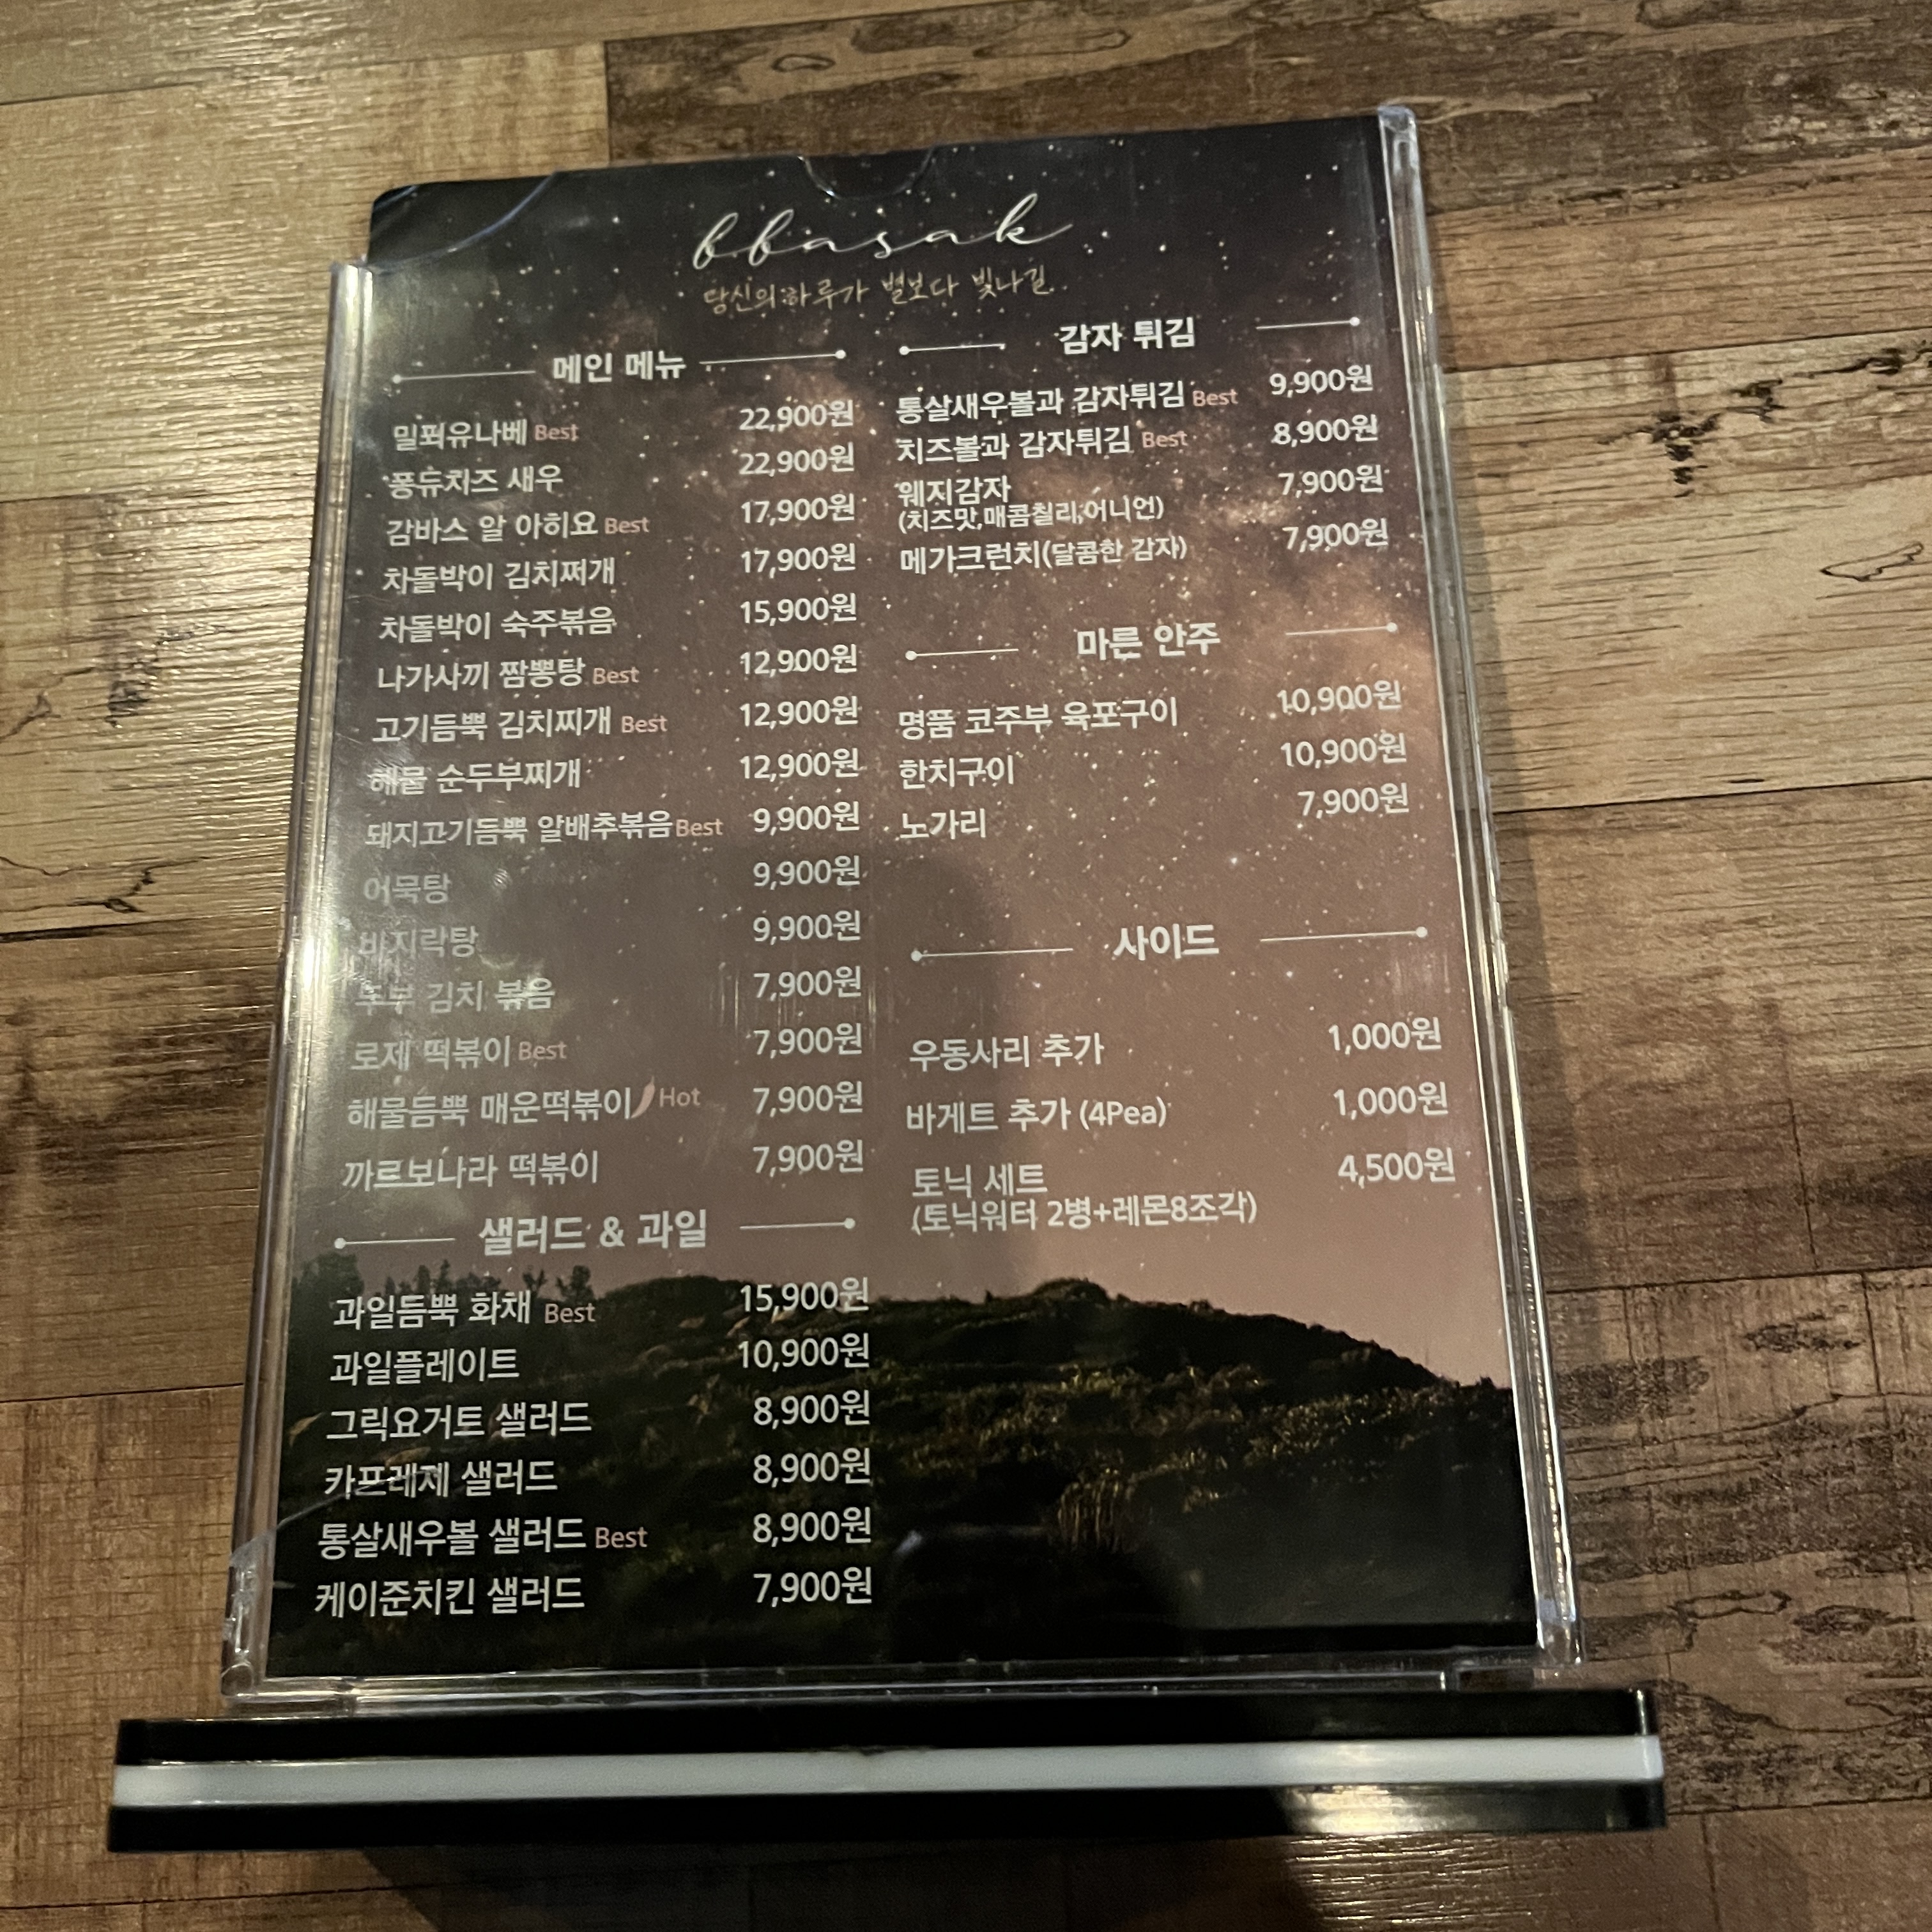 bbasak
당신의 하루가 별보다 빛나길
메인 메뉴
밀푀유나베 Best 22,900원
퐁듀치즈 새우 22,900원
감바스 알 아히요 Best 17,900원
차돌박이 김치쩌개 17,900원
차돌박이 숙주볶음 15,900원
나가사끼 짬뽕탕 Best 12,900원
고기듬뿍 김치찌개 Best 12,900원
해물 순두부찌개 12,900원
돼지고기듬뿍 알배추볶음 Best 9,900원
어묵탕 9,900원
바지락탕 9,900원
두부 김치 볶음 7,900원
로제 떡볶이 Best 7,900원
해물듬뿍 매운떡볶이 Hot 7,900원
까르보나라 떡볶이 7,900원
샐러드 & 과일
과일듬뿍 화채 Best 15,900원
과일플레이트 10,900원
그릭요거트 샐러드 8,900원
카프레제 샐러드 8,900원
통살새우볼 샐러드 Best 8,900원
케이준치킨 샐러드 7,900원
감자 튀김
통살새우볼과 감자튀김 Best 9,900원
치즈볼과 감자튀김 Best 8,900원
웨지감자 7,900원
(치즈맛,매콤칠리,어니언)
메가크런치(달콤한 감자) 7,900원
마른 안주
명품 코주부 육포구이 10,900원
한치구이 10,900원
노가리 7,900원
사이드
우동사리 추가 1,000원
바게트 추가 (4Pea) 1,000원
토닉 세트 4,500원
(토닉워터 2병+레몬8조각)